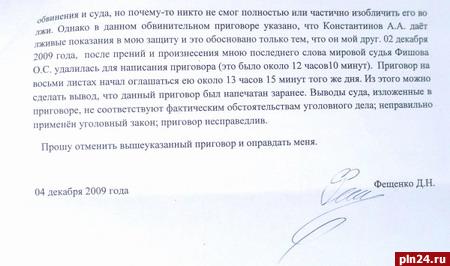 обвинения и суда, но почему-то никто не смог полностью или частично изобличить его во
лжи. Однако в данном обвинительном приговоре указано, что Константинов А.А. даёт
лживые показания в мою защиту и это обосновано только тем, что он мой друг. 02 декабря
2009 года, после прений и произнесения мною последнего слова мировой судья Фишова
О.С. удалилась для написания приговора (это было около 12 часов10 минут). Приговор на
восьми листах начал оглашаться ею около 13 часов 15 минут того же дня. Из этого можно
сделать вывод, что данный приговор был напечатан заранее. Выводы суда, изложенные в
приговоре, не соответствуют фактическим обстоятельствам уголовного дела; неправильно
применён уголовный закон; приговор несправедлив.
Прошу отменить вышеуказанный приговор и оправдать меня.
04 декабря 2009 года
Фещенко Д.Н.
pln24.ru